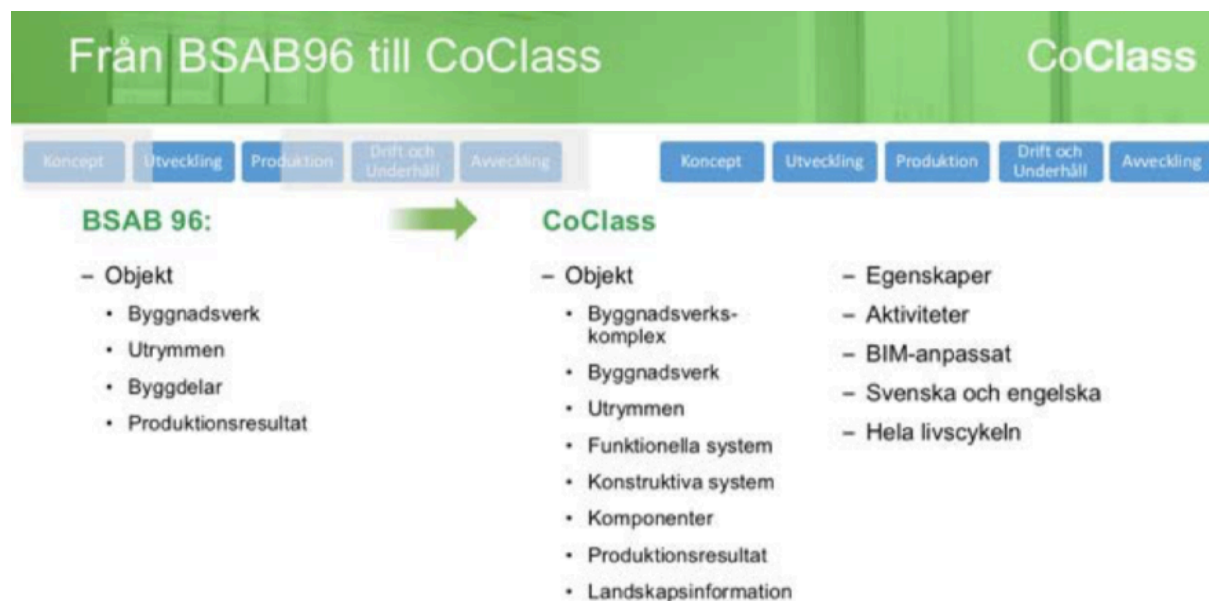 Från BSAB96 till CoClass
CoClass
Koncept
Utveckling
Produktion
Drift och
Underhåll
Avveckling
Koncept
Utveckling
Produktion
Drift och
Underhåll
Avveckling
BSAB 96:
– Objekt
• Byggnadsverk
• Utrymmen
• Byggdelar
• Produktionsresultat
CoClass
– Objekt
• Byggnadsverks-
komplex
• Byggnadsverk
• Utrymmen
• Funktionella system
• Konstruktiva system
• Komponenter
• Produktionsresultat
• Landskapsinformation
– Egenskaper
– Aktiviteter
– BIM-anpassat
– Svenska och engelska
– Hela livscykeln